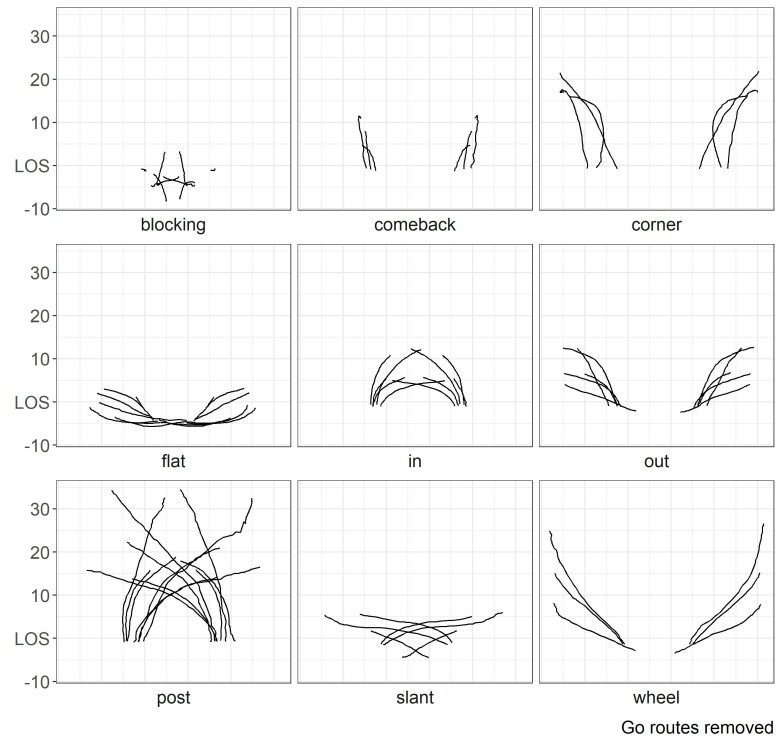 30
20
10
LOS
-10
blocking
comeback
corner
30
20
10
LOS
-10
flat
in
out
30
20
10
LOS
-10
post
slant
wheel
Go routes removed